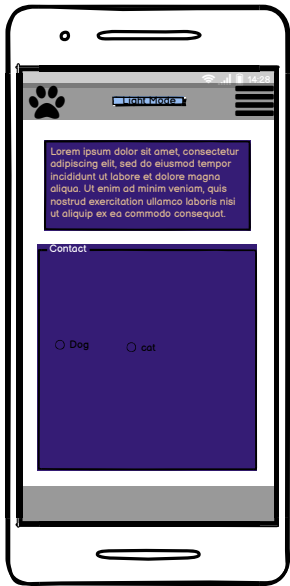 14:28
Light Mode
Lorem ipsum dolor sit amet, consectetur
adipiscing elit, sed do eiusmod tempor
incididunt ut labore et dolore magna
aliqua. Ut enim ad minim veniam, quis
nostrud exercitation ullamco laboris nisi
ut aliquip ex ea commodo consequat.
Contact
Dog cat